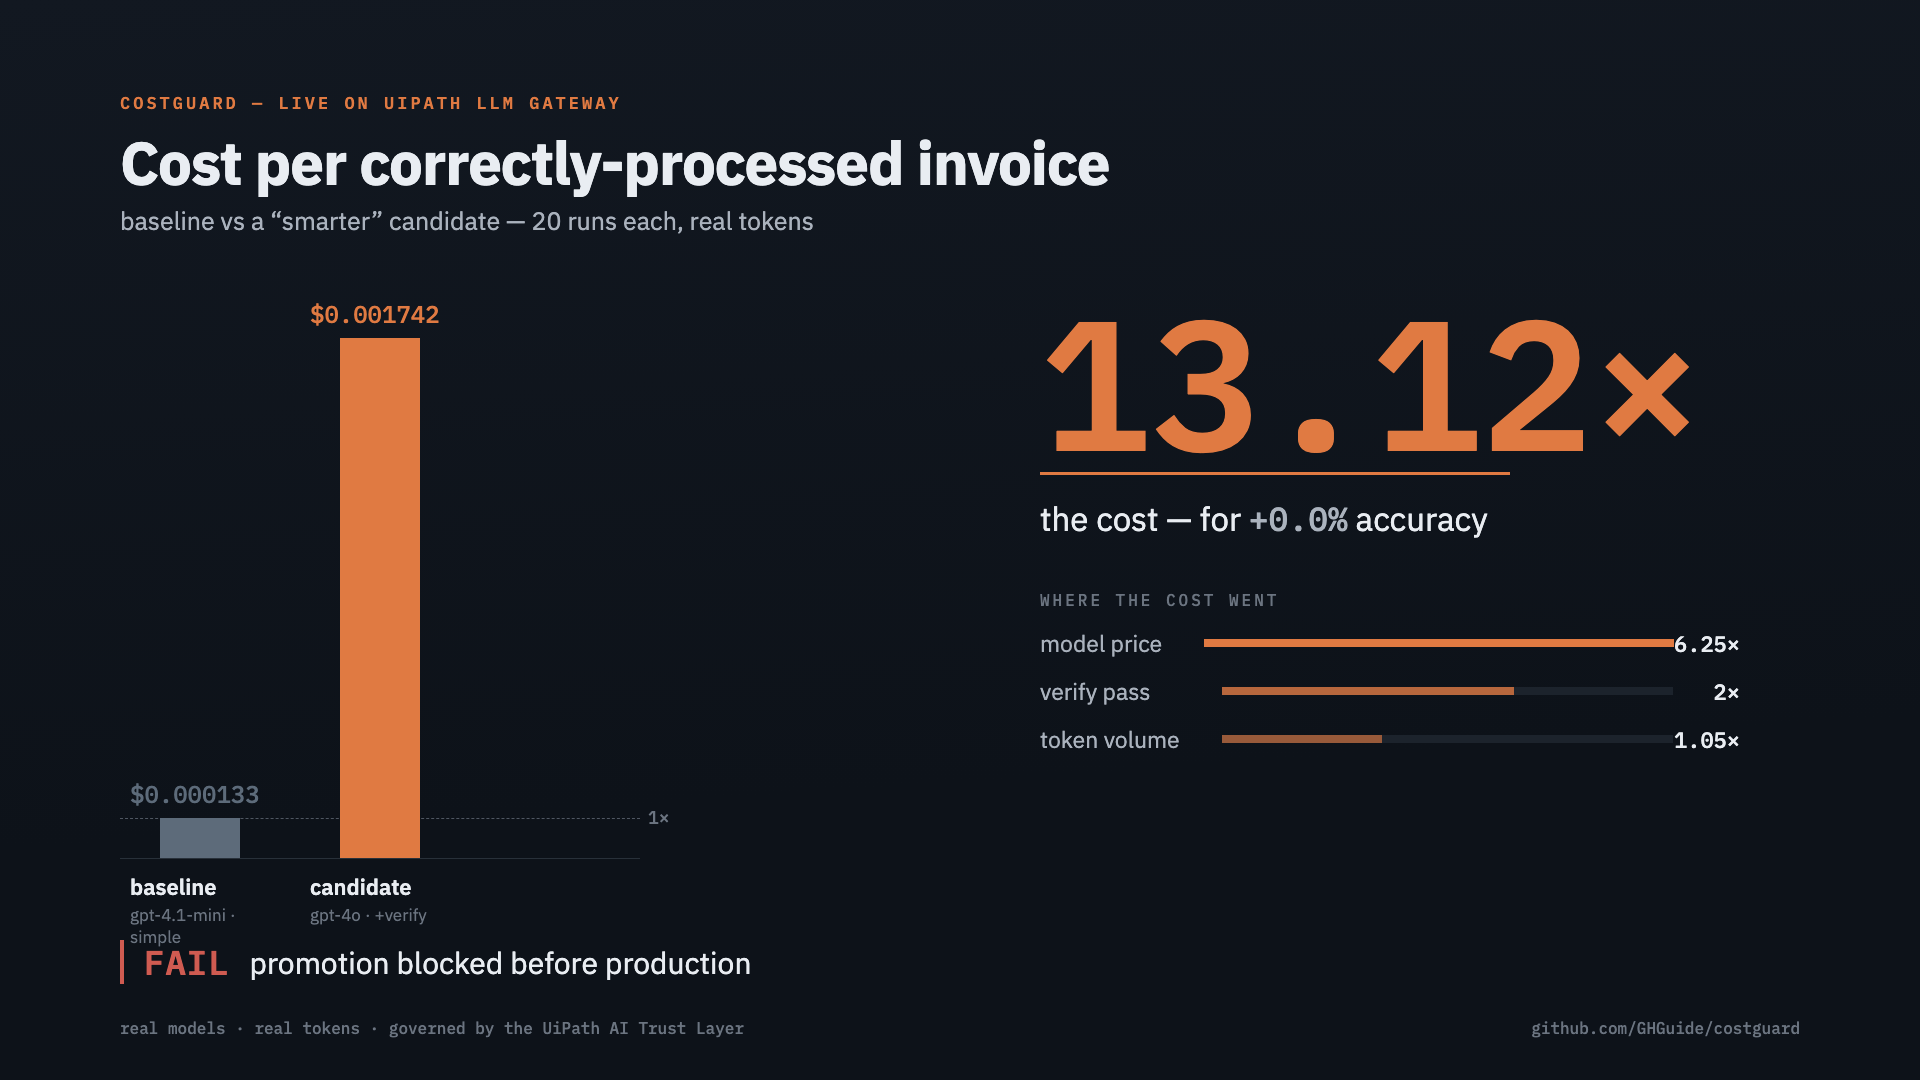 COSTGUARD — LIVE ON UIPATH LLM GATEWAY
Cost per correctly-processed invoice
baseline vs a “smarter” candidate — 20 runs each, real tokens
$0.001742
$0.000133
1×
baseline
gpt-4.1-mini ·
simple
candidate
gpt-4o · +verify
13.12×
the cost — for +0.0% accuracy
WHERE THE COST WENT
model price 6.25×
verify pass 2×
token volume 1.05×
FAIL promotion blocked before production
real models · real tokens · governed by the UiPath AI Trust Layer
github.com/GHGuide/costguard